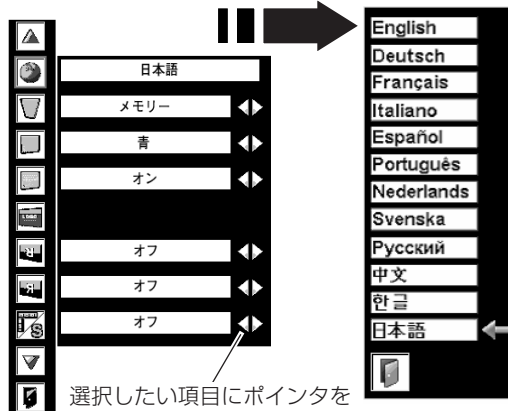 日本語
メモリー
青
オン
オフ
オフ
オフ
選択したい項目にポインタを
English
Deutsch
Français
Italiano
Español
Português
Nederlands
Svenska
Русский
中文
한글
日本語